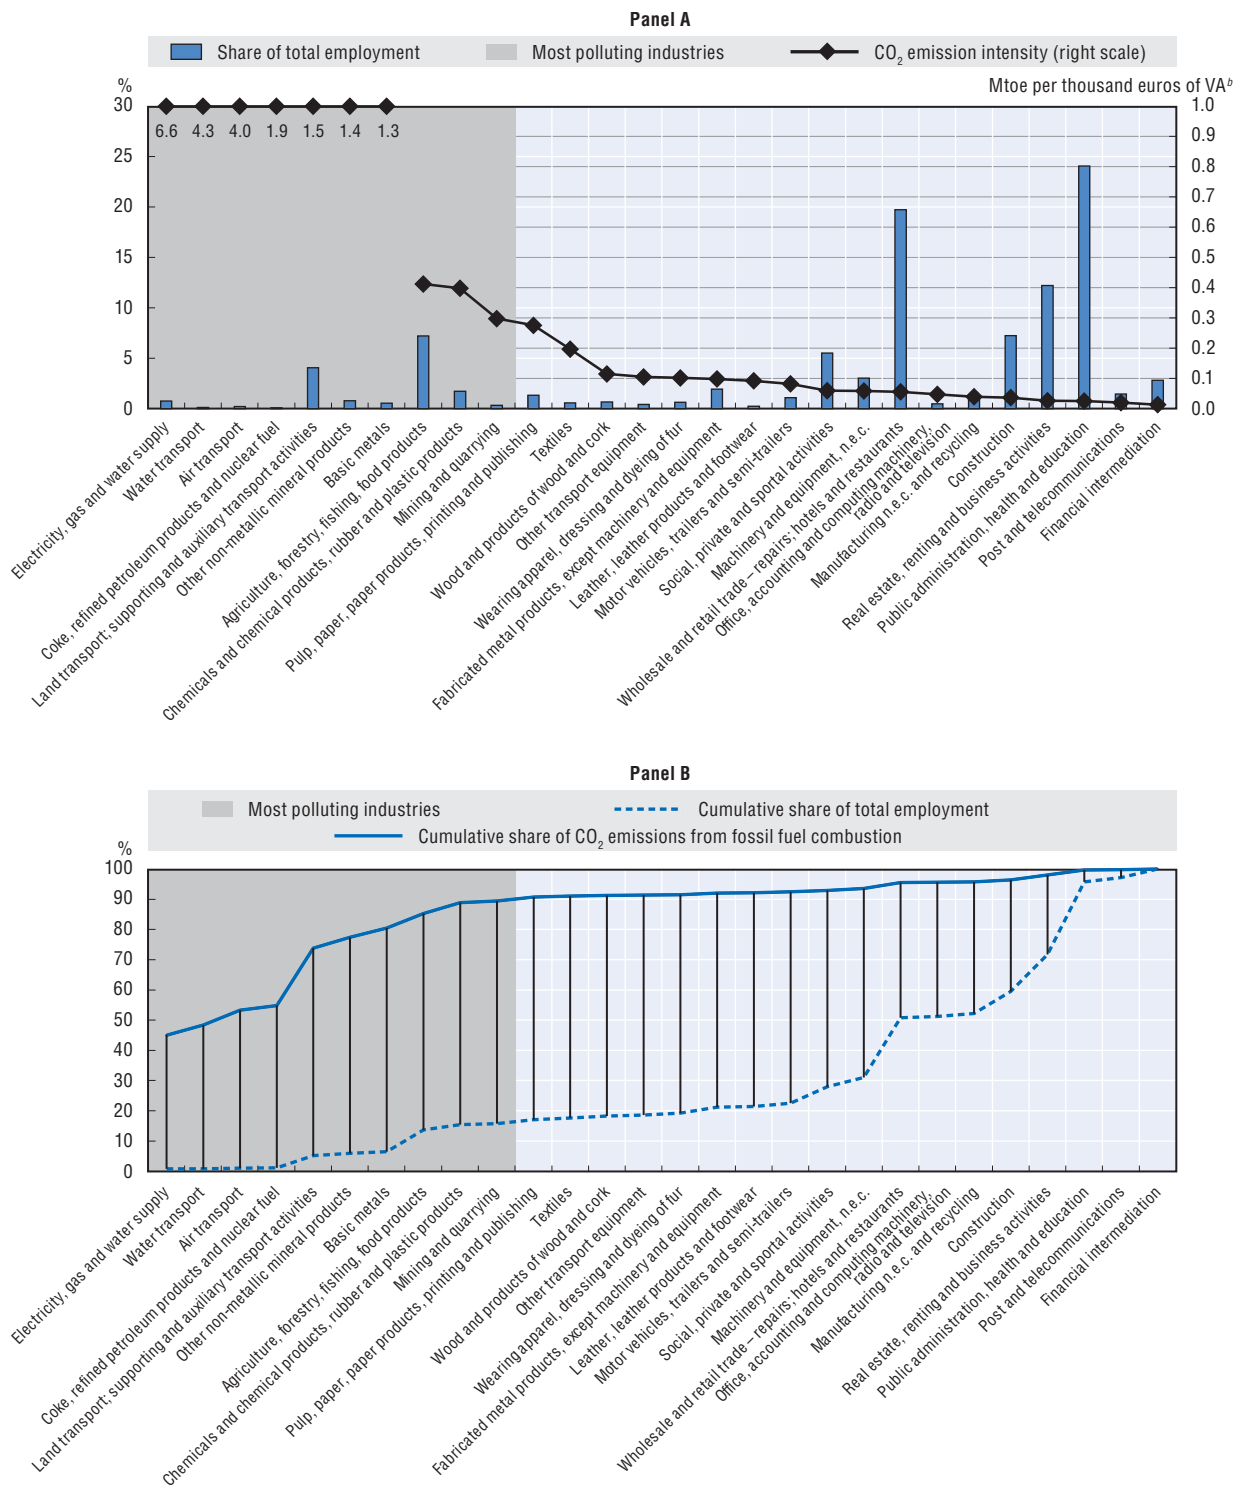 Panel A
Share of total employment
Most polluting industries
CO2 emission intensity (right scale)
%
Mtoe per thousand euros of VAb
30
25
20
15
10
5
0
1.0
0.9
0.8
0.7
0.6
0.5
0.4
0.3
0.2
0.1
0.0
6.6 4.3 4.0 1.9 1.5 1.4 1.3
Electricity, gas and water supply
Water transport
Air transport
Coke, refined petroleum products and nuclear fuel
Land transport; supporting and auxiliary transport activities
Other non-metallic mineral products
Basic metals
Agriculture, forestry, fishing, food products
Chemicals and chemical products, rubber and plastic products
Mining and quarrying
Pulp, paper, paper products, printing and publishing
Textiles
Wood and products of wood and cork
Other transport equipment
Wearing apparel, dressing and dyeing of fur
Fabricated metal products, except machinery and equipment
Leather, leather products and footwear
Motor vehicles, trailers and semi-trailers
Social, private and sportal activities
Machinery and equipment, n.e.c.
Wholesale and retail trade – repairs; hotels and restaurants
Office, accounting and computing machinery,
radio and television
Manufacturing n.e.c. and recycling
Construction
Real estate, renting and business activities
Public administration, health and education
Post and telecommunications
Financial intermediation
Panel B
Most polluting industries
Cumulative share of total employment
Cumulative share of CO2 emissions from fossil fuel combustion
%
100
90
80
70
60
50
40
30
20
10
0
Electricity, gas and water supply
Water transport
Air transport
Coke, refined petroleum products and nuclear fuel
Land transport; supporting and auxiliary transport activities
Other non-metallic mineral products
Basic metals
Agriculture, forestry, fishing, food products
Chemicals and chemical products, rubber and plastic products
Mining and quarrying
Pulp, paper, paper products, printing and publishing
Textiles
Wood and products of wood and cork
Other transport equipment
Wearing apparel, dressing and dyeing of fur
Fabricated metal products, except machinery and equipment
Leather, leather products and footwear
Motor vehicles, trailers and semi-trailers
Social, private and sportal activities
Machinery and equipment, n.e.c.
Wholesale and retail trade – repairs; hotels and restaurants
Office, accounting and computing machinery,
radio and television
Manufacturing n.e.c. and recycling
Construction
Real estate, renting and business activities
Public administration, health and education
Post and telecommunications
Financial intermediation